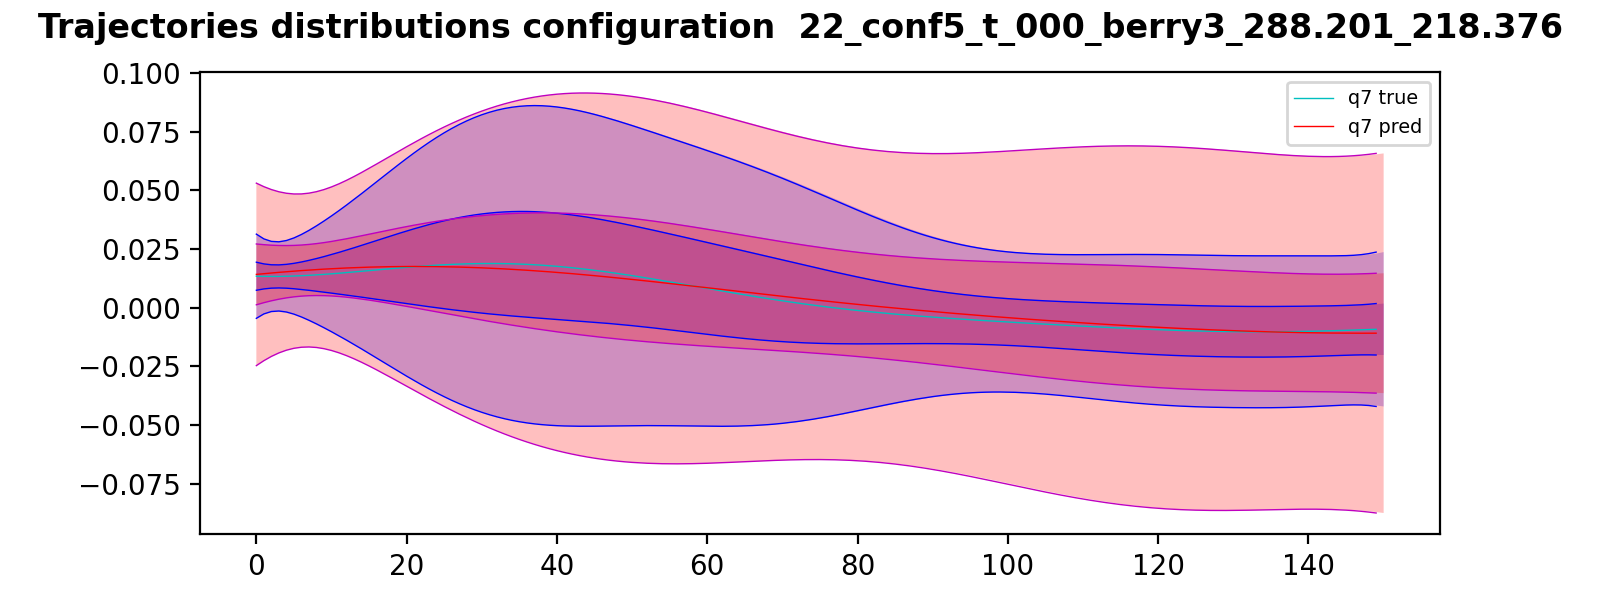 Trajectories distributions configuration  22_conf5_t_000_berry3_288.201_218.376
0.100
0.075
0.050
0.025
0.000
−0.025
−0.050
−0.075
q7 true
q7 pred
0 20 40 60 80 100 120 140